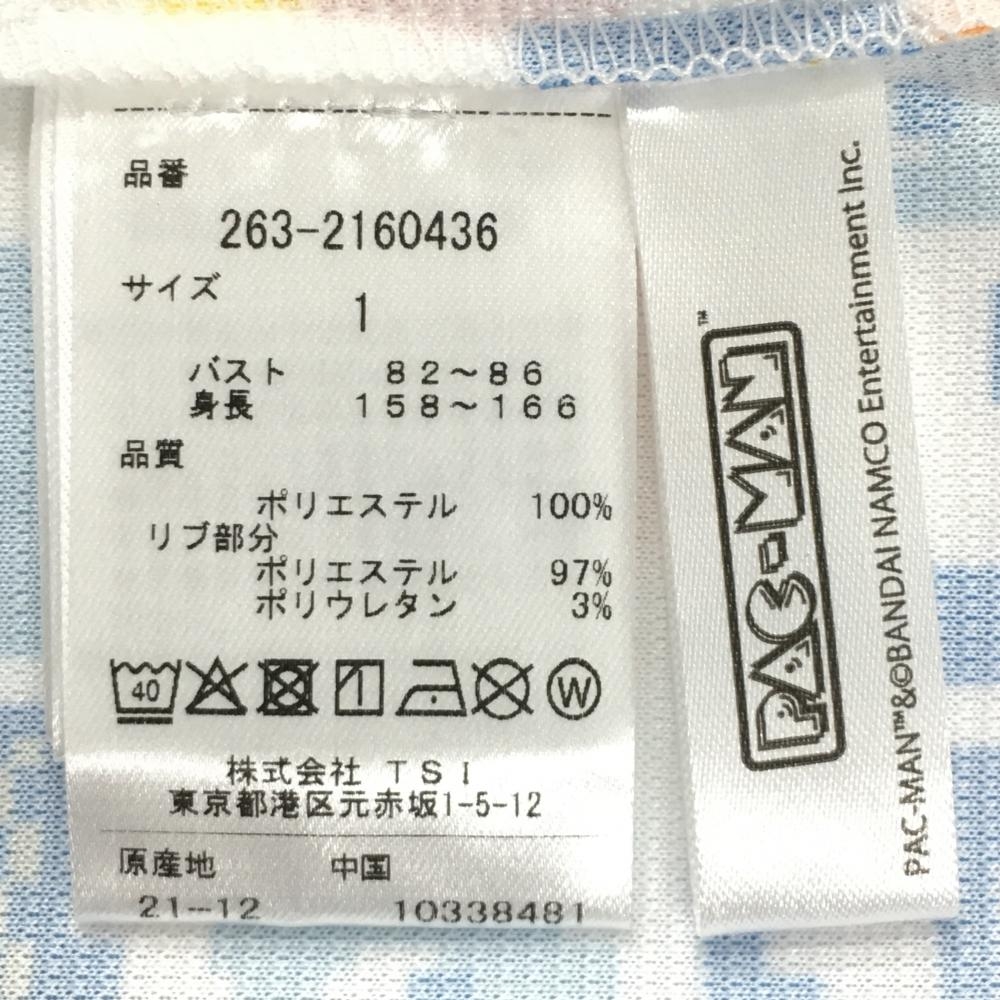 品番
263-2160436
サイズ
1
バスト 82～86
身長 158～166
品質
ポリエステル 100%
リブ部分
ポリエステル 97%
ポリウレタン 3%
40
W
株式会社 TSI
東京都港区元赤坂1-5-12
原産地 中国
21-12 10338481
PAC-MAN™
PAC-MAN™&©BANDAI NAMCO Entertainment Inc.